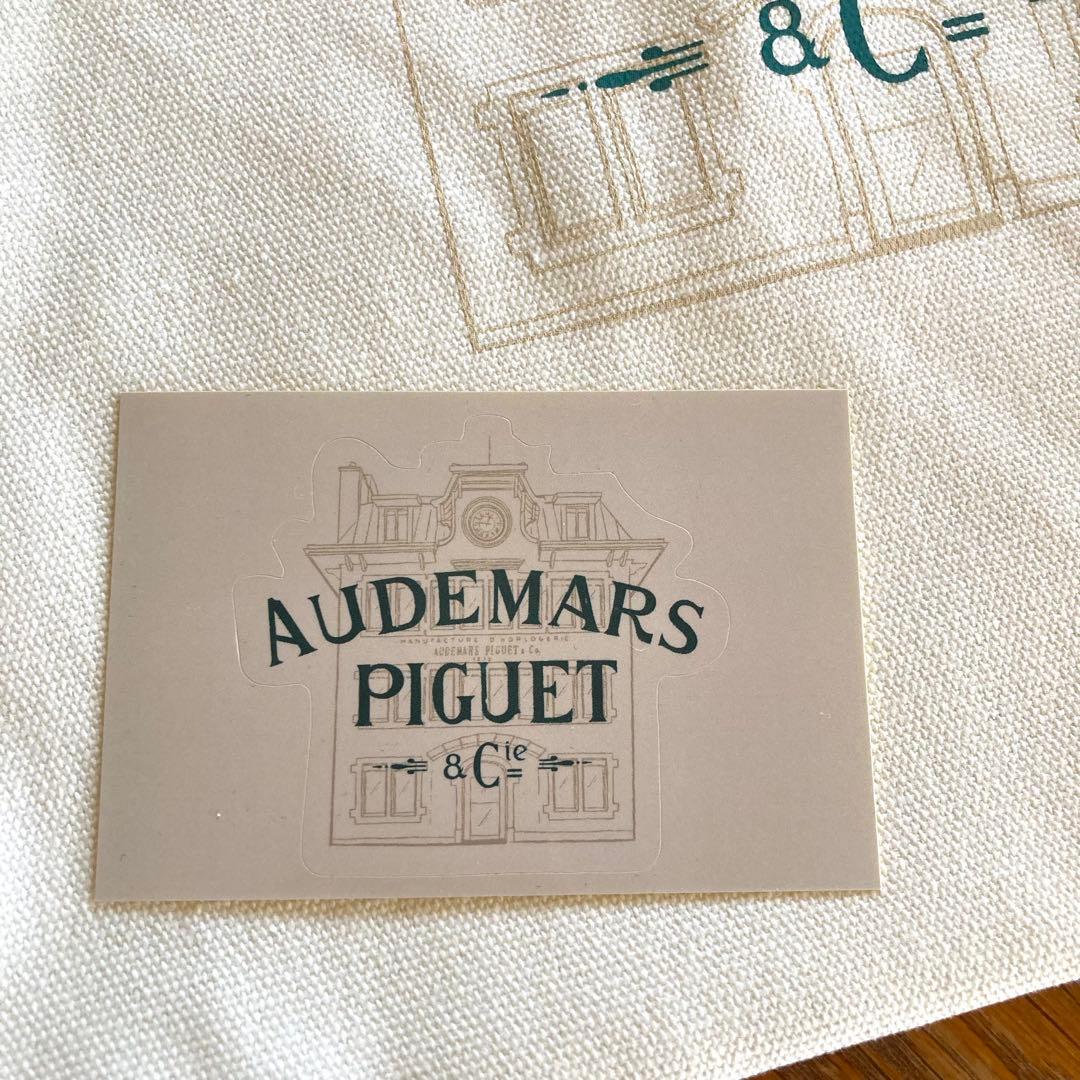 & C
AUDEMARS
MANUFACTURE D'HORLOGERIE
AUDEMARS PIGUET & Co.
PIGUET
& Cie